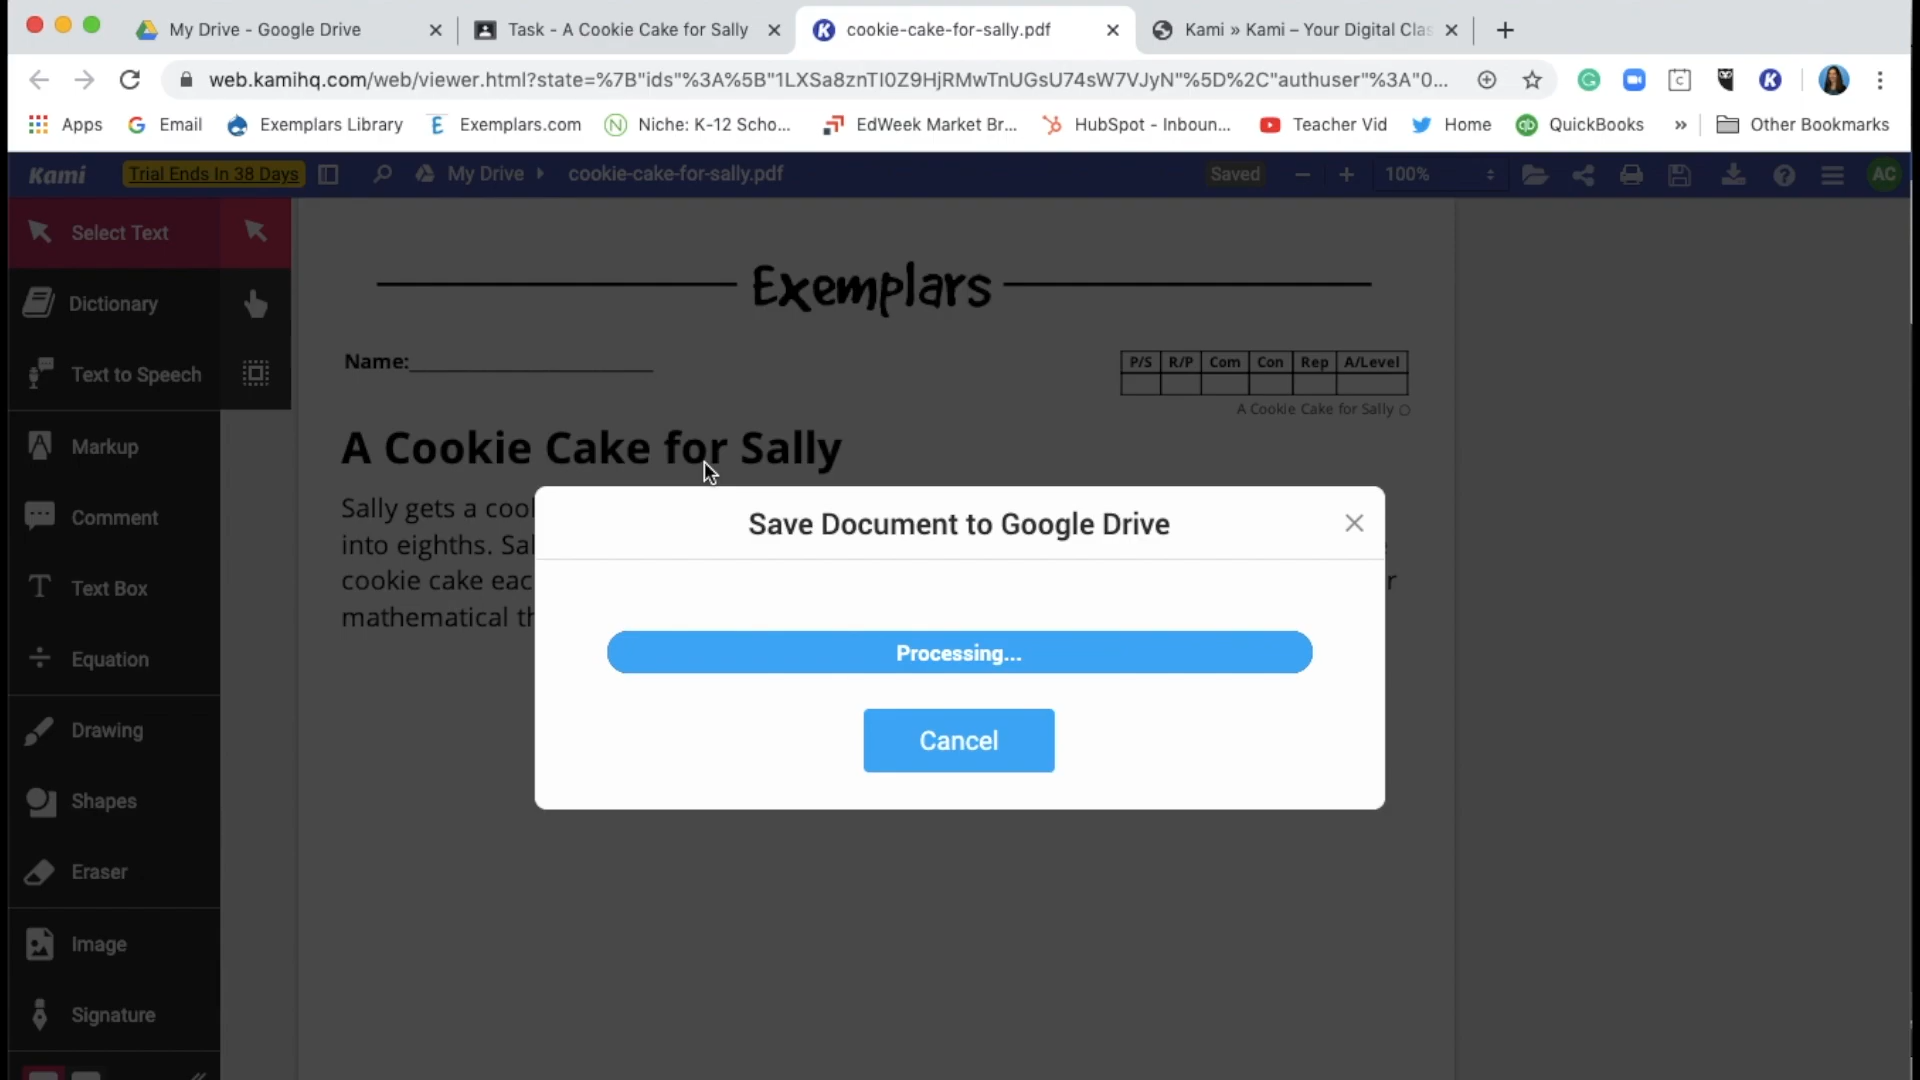 My Drive - Google Drive
Task - A Cookie Cake for Sally
cookie-cake-for-sally.pdf
Kami » Kami – Your Digital Clas
web.kamihq.com/web/viewer.html?state=%7B"ids"%3A%5B"1LXSa8znTI0Z9HjRMwTnUGsU74sW7VJyN"%5D%2C"authuser"%3A"0...
Apps
Email
Exemplars Library
Exemplars.com
Niche: K-12 Scho...
EdWeek Market Br...
HubSpot - Inboun...
Teacher Vid
Home
QuickBooks
»
Other Bookmarks
Kami
Trial Ends In 38 Days
My Drive
cookie-cake-for-sally.pdf
Saved
100%
AC
Select Text
Dictionary
Text to Speech
Markup
Comment
Text Box
Equation
Drawing
Shapes
Eraser
Image
Signature
Exemplars
Name:
P/S R/P Com Con Rep A/Level
A Cookie Cake for Sally
A Cookie Cake for Sally
Sally gets a
into eighths.
cookie cake
mathematical
Save Document to Google Drive
Processing...
Cancel